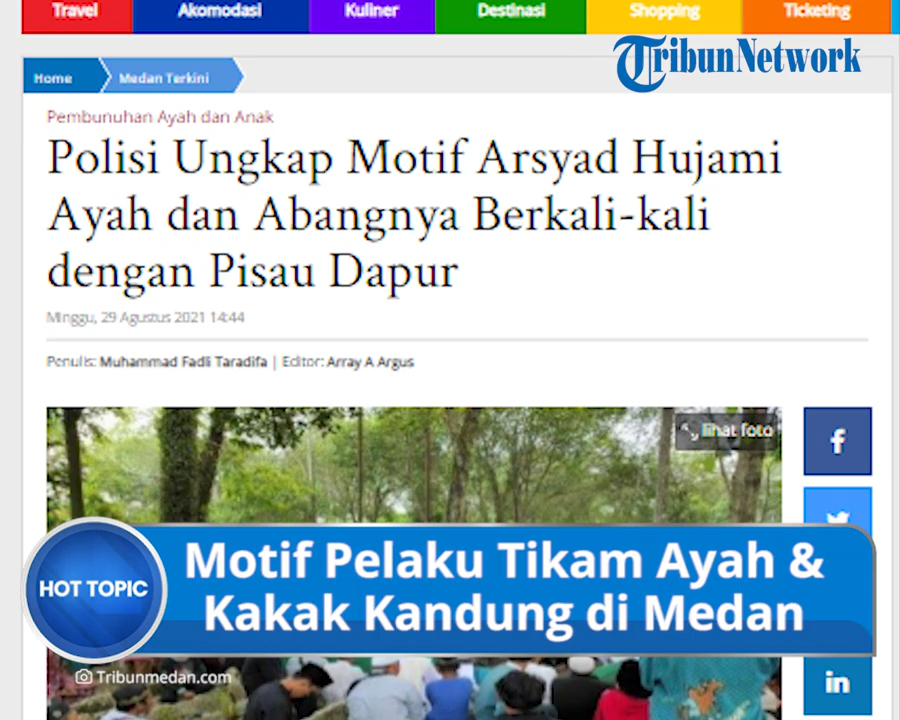 Travel
Akomodasi
Kuliner
Destinasi
Shopping
Ticketing
TribunNetwork
Home
Medan Terkini
Pembunuhan Ayah dan Anak
Polisi Ungkap Motif Arsyad Hujami
Ayah dan Abangnya Berkali-kali
dengan Pisau Dapur
Minggu, 29 Agustus 2021 14:44
Penulis: Muhammad Fadli Taradifa | Editor: Array A Argus
lihat foto
f
HOT TOPIC
Motif Pelaku Tikam Ayah &
Kakak Kandung di Medan
Tribunmedan.com
in